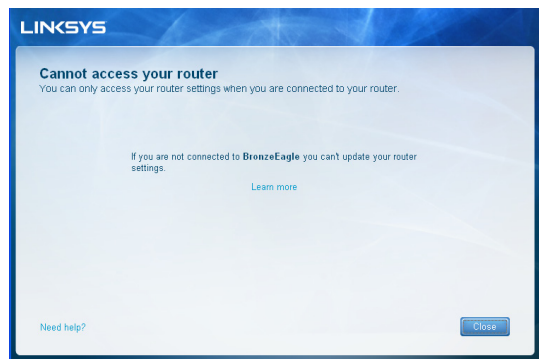 LINKSYS
Cannot access your router
You can only access your router settings when you are connected to your router.
If you are not connected to BronzeEagle you can't update your router
settings.
Learn more
Need help?
Close